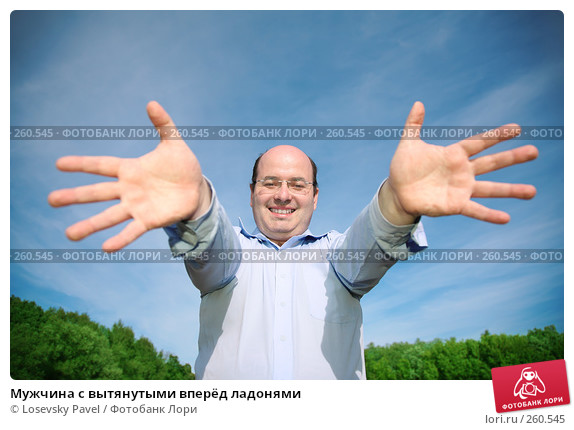 260.545 - ФОТОБАНК ЛОРИ - 260.545 - ФОТОБАНК ЛОРИ - 260.545 - ФОТОБАНК ЛОРИ - 260.545 - ФОТО
260.545 - ФОТОБАНК ЛОРИ - 260.545 - ФОТОБАНК ЛОРИ - 260.545 - ФОТОБАНК ЛОРИ - 260.545 - ФОТО
ФОТОБАНК ЛОРИ
Мужчина с вытянутыми вперёд ладонями
© Losevsky Pavel / Фотобанк Лори
lori.ru / 260.545